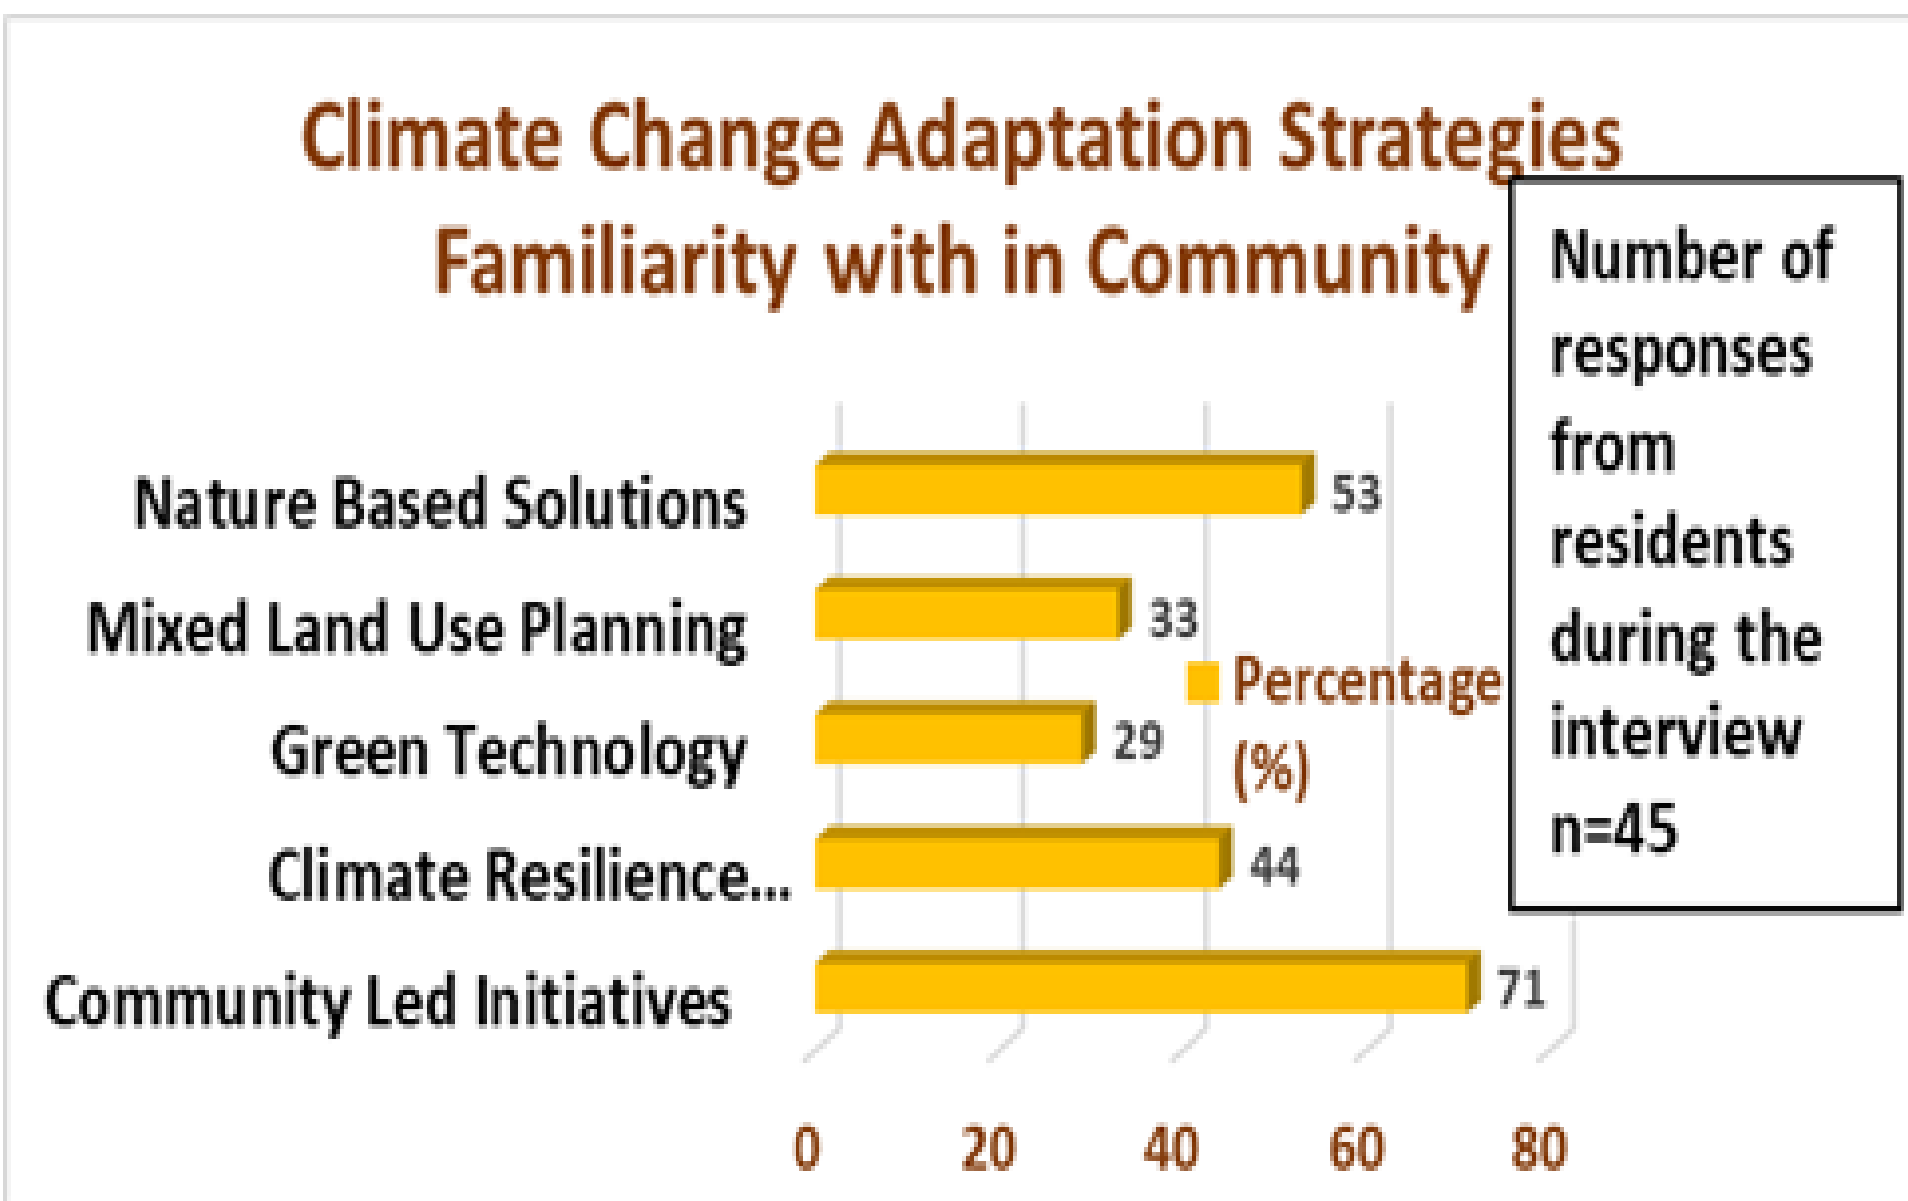 Climate Change Adaptation Strategies
Familiarity with in Community
Number of
responses
from
residents
during the
interview
n=45
Nature Based Solutions
53
Mixed Land Use Planning
33
Percentage
(%)
Green Technology
29
Climate Resilience...
44
Community Led Initiatives
71
0 20 40 60 80